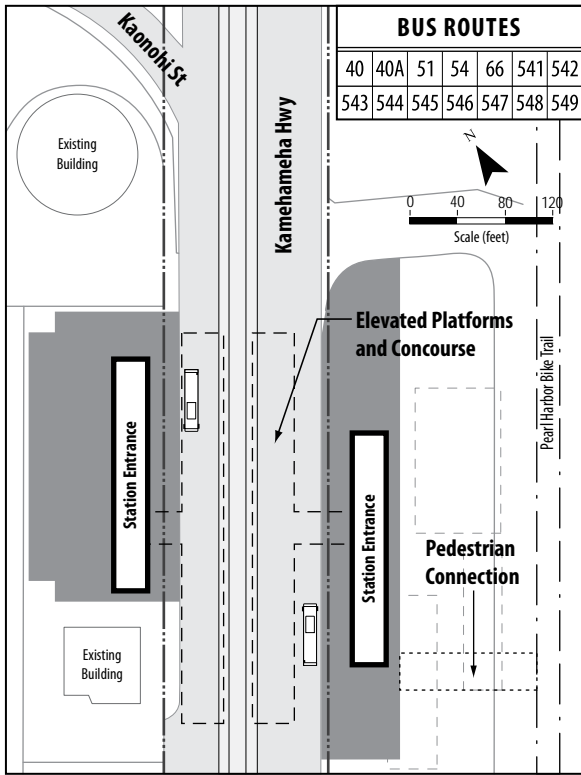 BUS ROUTES
40 40A 51 54 66 541 542
543 544 545 546 547 548 549
Kaonohi St
Existing
Building
Kamehameha Hwy
N
0 40 80 120
Scale (feet)
Elevated Platforms
and Concourse
Pearl Harbor Bike Trail
Station Entrance
Station Entrance
Pedestrian
Connection
Existing
Building